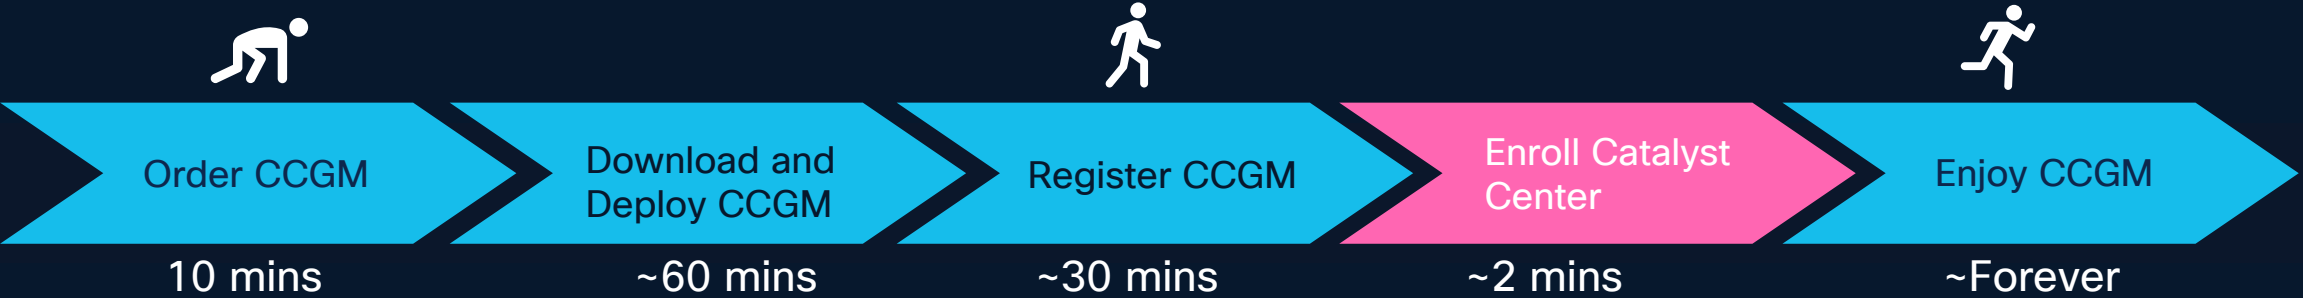 Order CCGM
Download and
Deploy CCGM
Register CCGM
Enroll Catalyst
Center
Enjoy CCGM
10 mins
~60 mins
~30 mins
~2 mins
~Forever